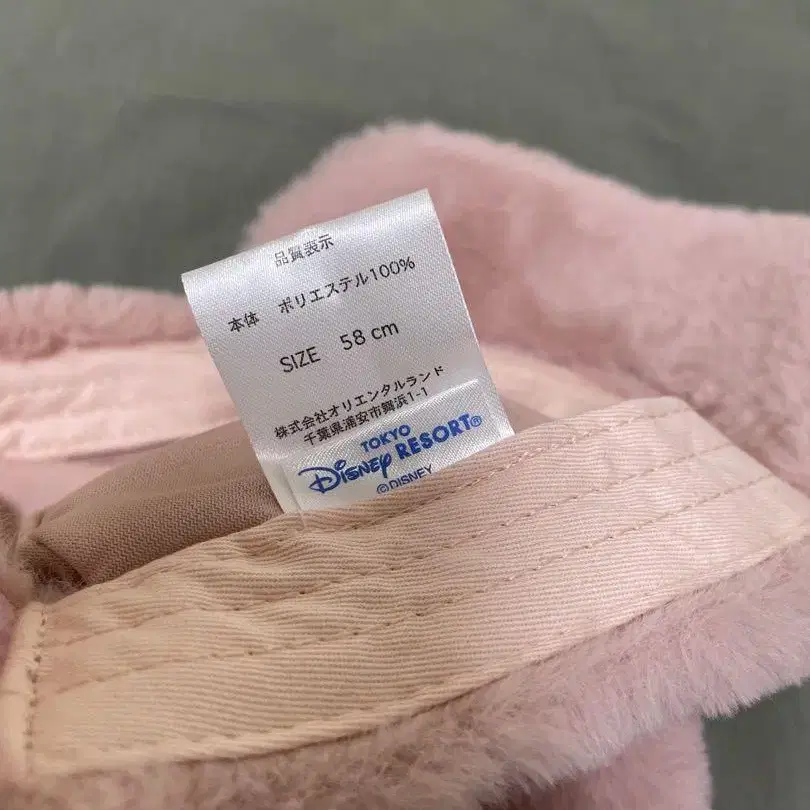 品質表示
本体 ポリエステル100%
SIZE 58 cm
株式会社オリエンタルランド
千葉県浦安市舞浜1-1
TOKYO
Disney RESORT®
©DISNEY